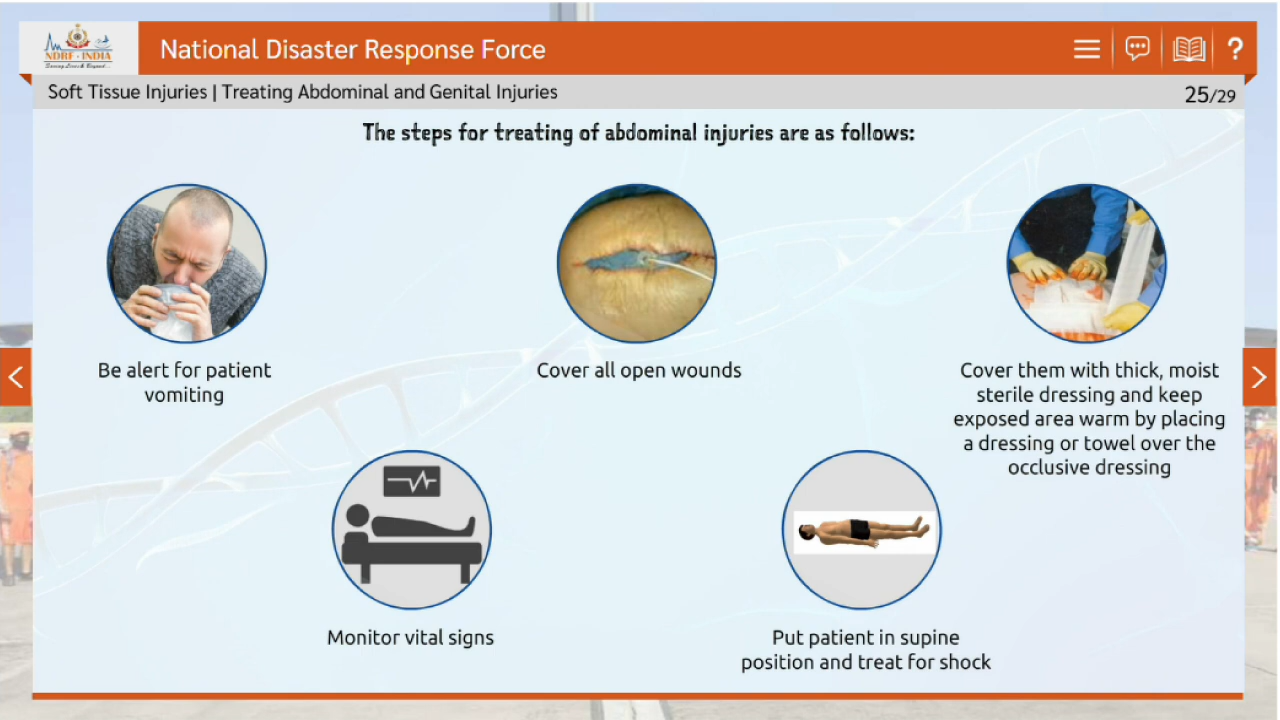 NDRF - INDIA
National Disaster Response Force
?
Soft Tissue Injuries | Treating Abdominal and Genital Injuries
25/29
The steps for treating of abdominal injuries are as follows:
Be alert for patient
vomiting
Cover all open wounds
Cover them with thick, moist
sterile dressing and keep
exposed area warm by placing
a dressing or towel over the
occlusive dressing
Monitor vital signs
Put patient in supine
position and treat for shock